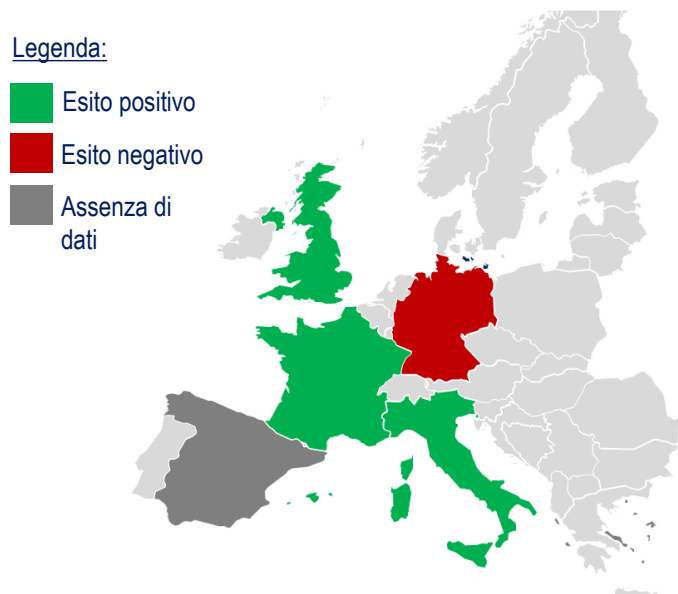 Legenda:
Esito positivo
Esito negativo
Assenza di
dati